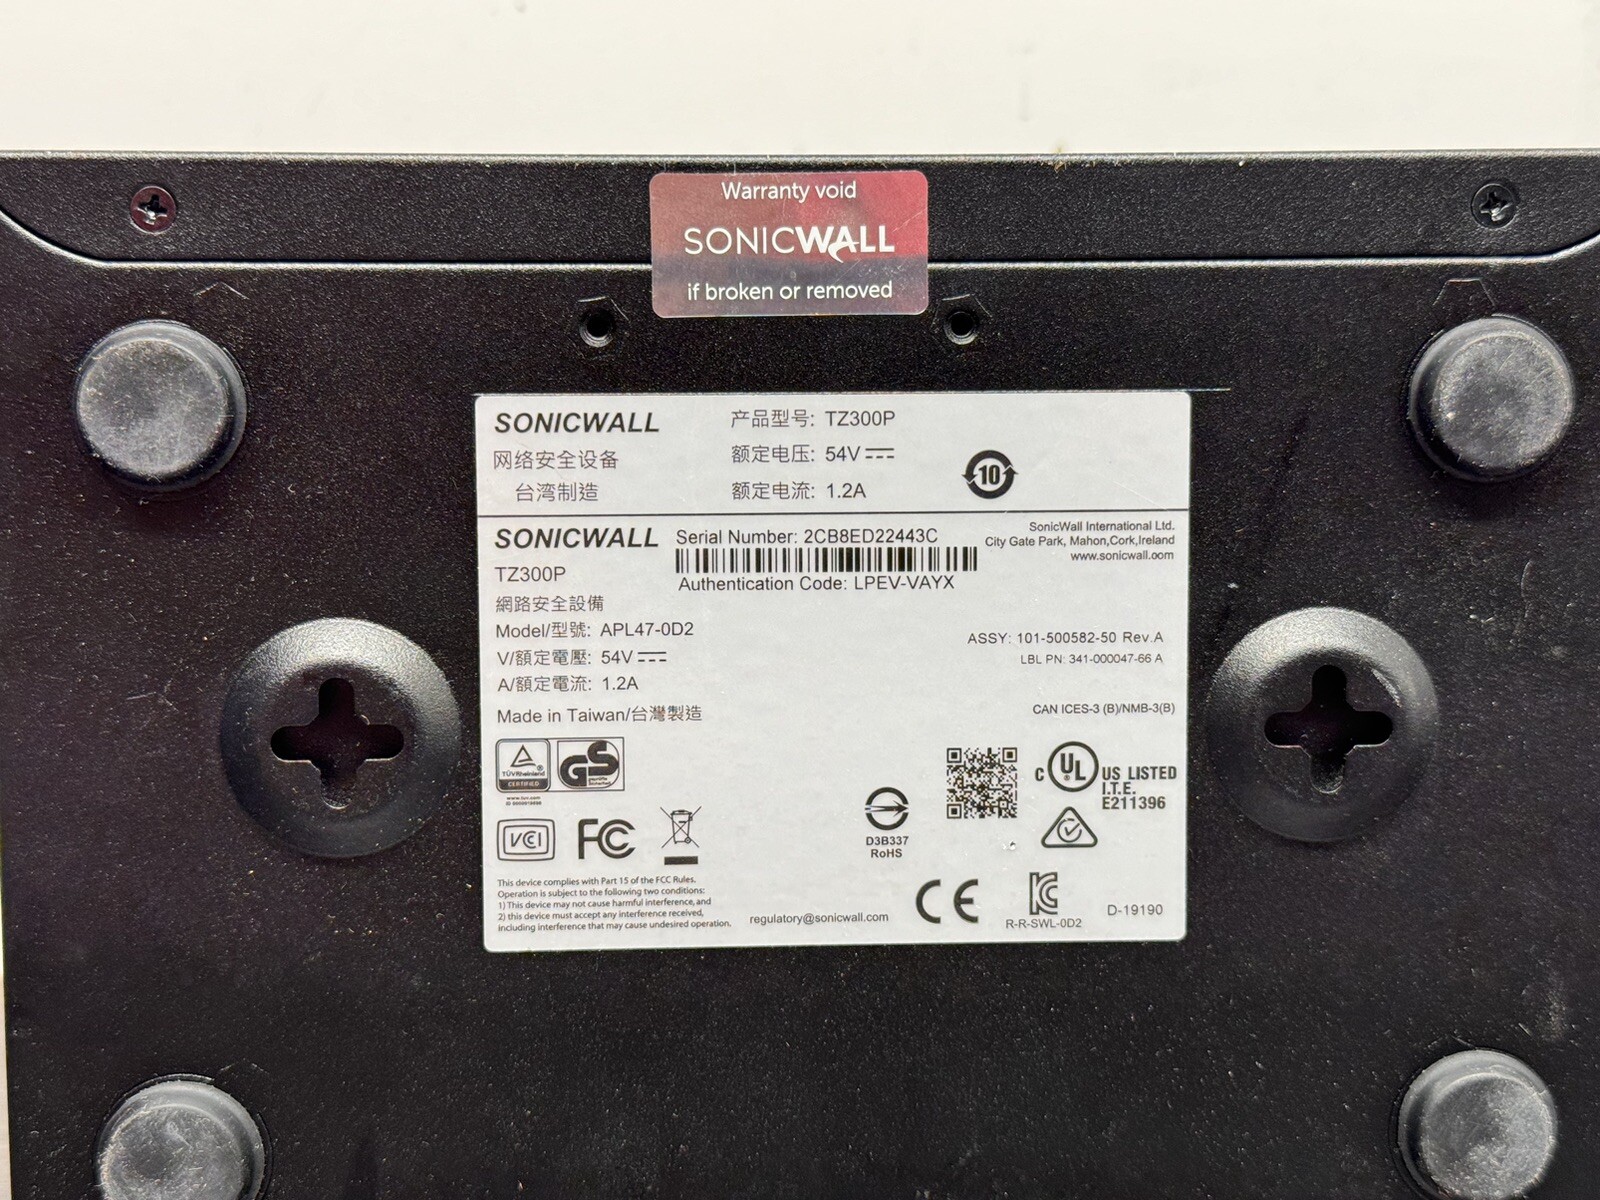 Warranty void
SONICWALL
if broken or removed
SONICWALL
网络安全设备
台湾制造
产品型号: TZ300P
额定电压: 54V
额定电流: 1.2A
10
SONICWALL
TZ300P
網路安全設備
Model/型號: APL47-0D2
V/額定電壓: 54V
A/額定電流: 1.2A
Made in Taiwan/台灣製造
Serial Number: 2CB8ED22443C
Authentication Code: LPEV-VAYX
SonicWall International Ltd.
City Gate Park, Mahon,Cork,Ireland
www.sonicwall.com
ASSY: 101-500582-50 Rev.A
LBL PN: 341-000047-66 A
CAN ICES-3 (B)/NMB-3(B)
TÜVRheinland
CERTIFIED
www.tuv.com
GS
VCI
FC
D3B337
RoHS
c UL US LISTED
I.T.E.
E211396
This device complies with Part 15 of the FCC Rules.
Operation is subject to the following two conditions:
1) This device may not cause harmful interference, and
2) this device must accept any interference received,
including interference that may cause undesired operation.
regulatory@sonicwall.com
CE
R-R-SWL-0D2
D-19190